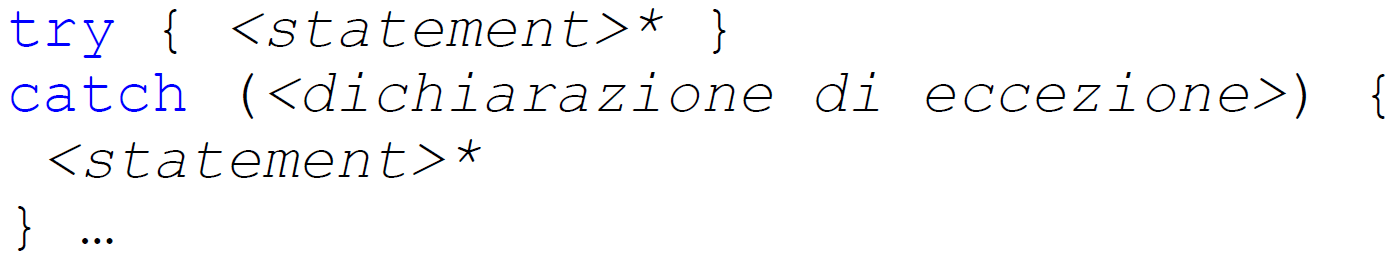 try { <statement>* }
catch (<dichiarazione di eccezione>) {
<statement>*
} …